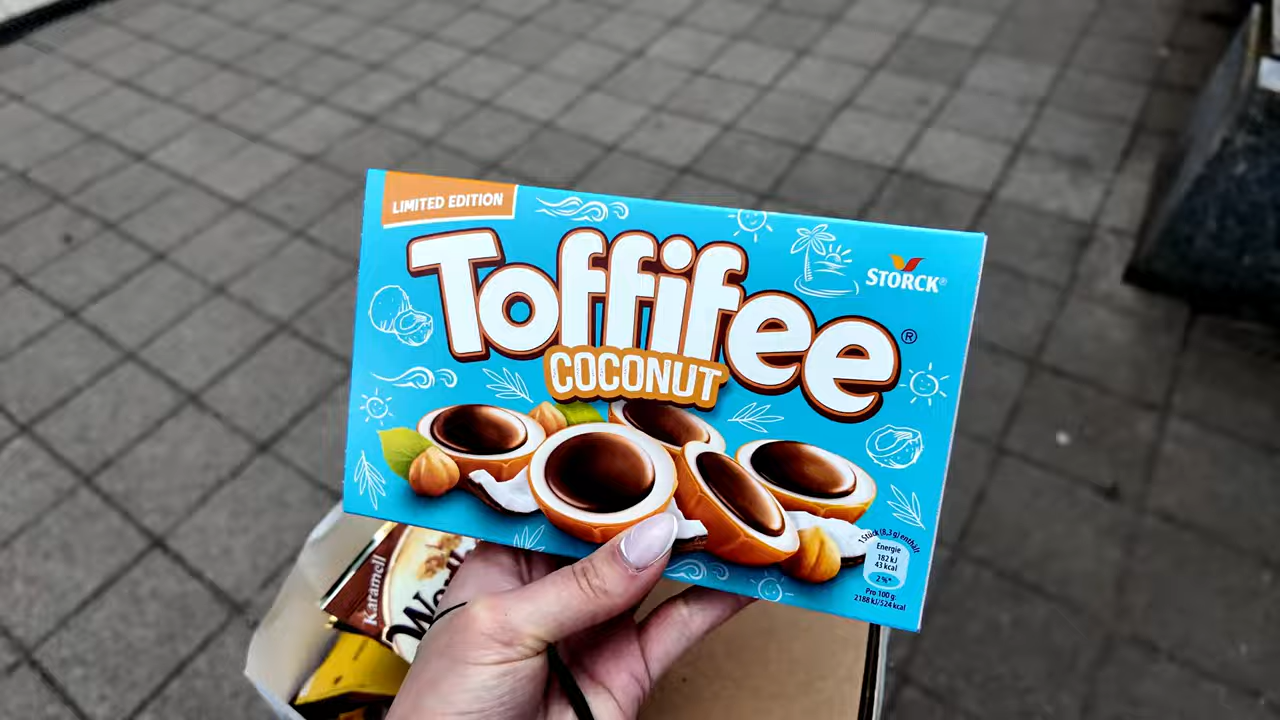 LIMITED EDITION
Toffifee®
COCONUT
STORCK®
1 Stück (8,3 g) enthält
Energie
182 kJ
43 kcal
2%*
Pro 100 g:
2188 kJ/524 kcal
Karamell